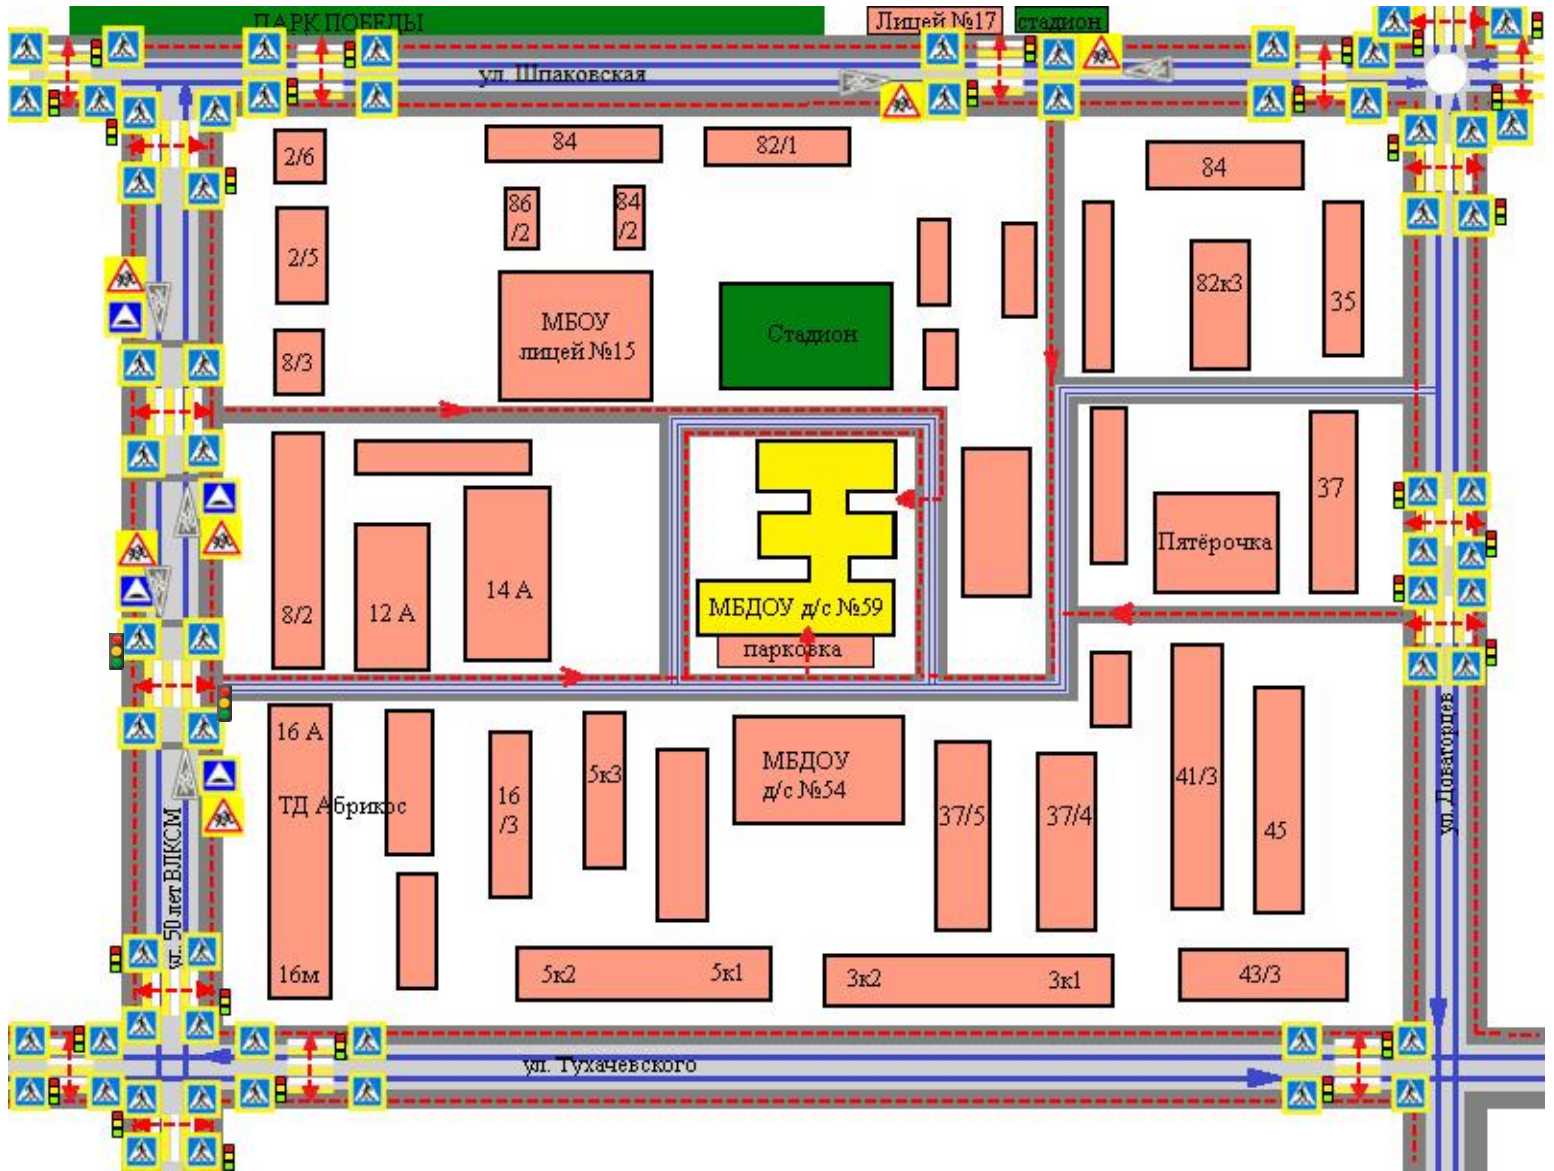 ПАРК ПОБЕДЫ
Лицей №17
стадион
ул. Шпаковская
2/6
84
82/1
84
86
/2
84
/2
2/5
82к3
35
МБОУ
лицей №15
Стадион
8/3
37
Пятёрочка
14 А
8/2
12 А
МБДОУ д/с №59
парковка
16 А
ТД Абрикос
16м
16
/3
5к3
МБДОУ
д/с №54
37/5
37/4
41/3
45
ул. Доваторцев
ул. 50 лет ВЛКСМ
5к2
5к1
3к2
3к1
43/3
ул. Тухачевского